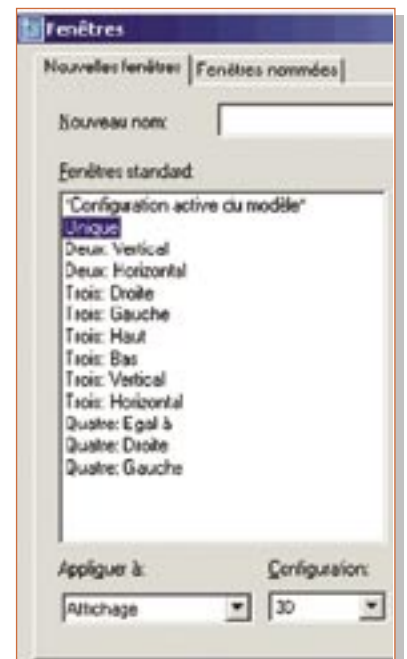 Fenêtres
Nouvelles fenêtres Fenêtres nommées
Nouveau nom:
Fenêtres standard:
*Configuration active du modèle*
Unique
Deux: Vertical
Deux: Horizontal
Trois: Droite
Trois: Gauche
Trois: Haut
Trois: Bas
Trois: Vertical
Trois: Horizontal
Quatre: Egal à
Quatre: Droite
Quatre: Gauche
Appliguer à: Configuration:
Affichage 3D